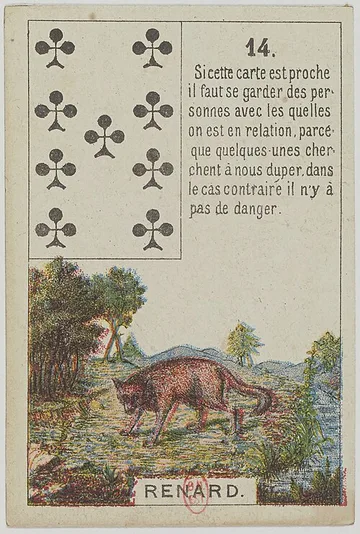 14.
Si cette carte est proche
il faut se garder des per-
sonnes avec les quelles
on est en relation, parcé-
que quelques-unes cher-
chent à nous duper, dans
le cas contraire il n'y à
pas de danger.
RENARD.